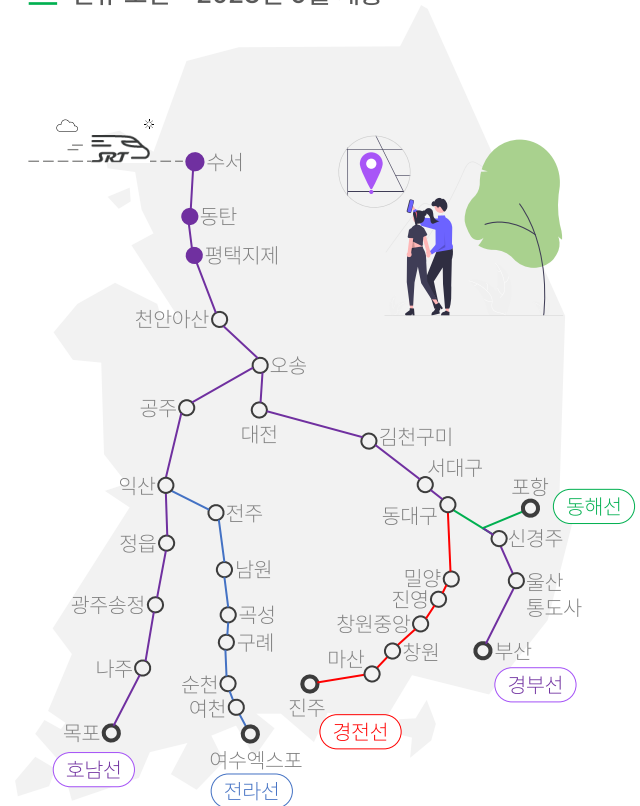 SRT
수서
동탄
평택지제
천안아산
오송
공주
대전
김천구미
서대구
익산
포항
동해선
전주
동대구
신경주
정읍
남원
밀양
울산
통도사
진영
광주송정
곡성
창원중앙
구례
창원
부산
나주
마산
순천
경부선
여천
진주
목포
경전선
여수엑스포
호남선
전라선